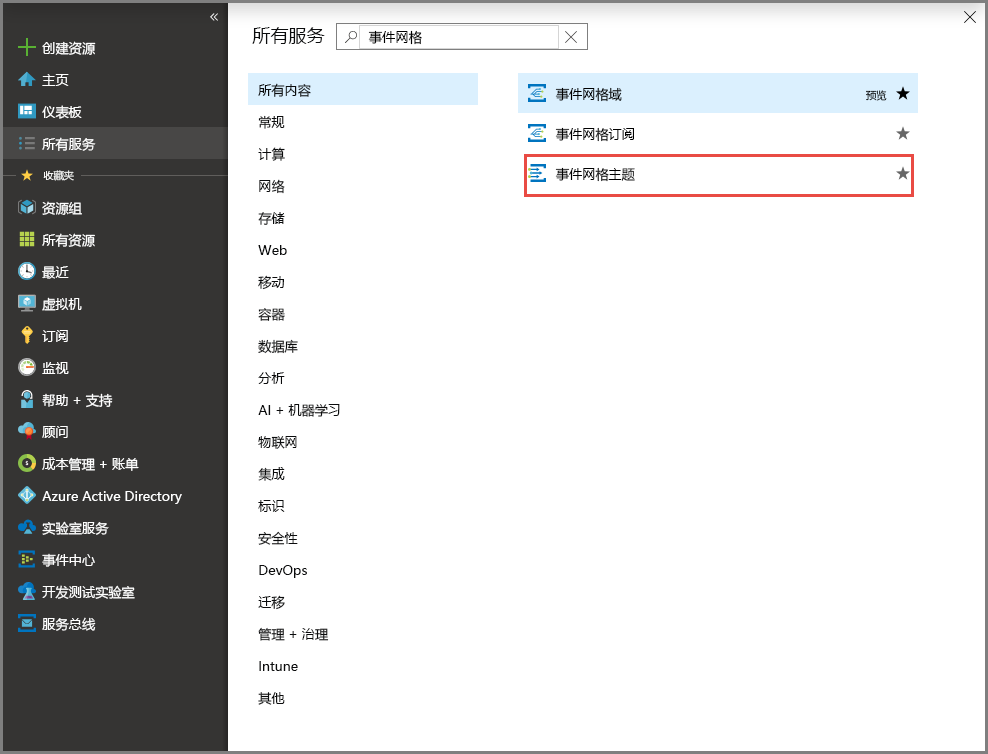 «
创建资源
主页
仪表板
所有服务
收藏夹
资源组
所有资源
最近
虚拟机
订阅
监视
帮助 + 支持
顾问
成本管理 + 账单
Azure Active Directory
实验室服务
事件中心
开发测试实验室
服务总线
所有服务
事件网格
所有内容
常规
计算
网络
存储
Web
移动
容器
数据库
分析
AI + 机器学习
物联网
集成
标识
安全性
DevOps
迁移
管理 + 治理
Intune
其他
事件网格域 预览
事件网格订阅
事件网格主题